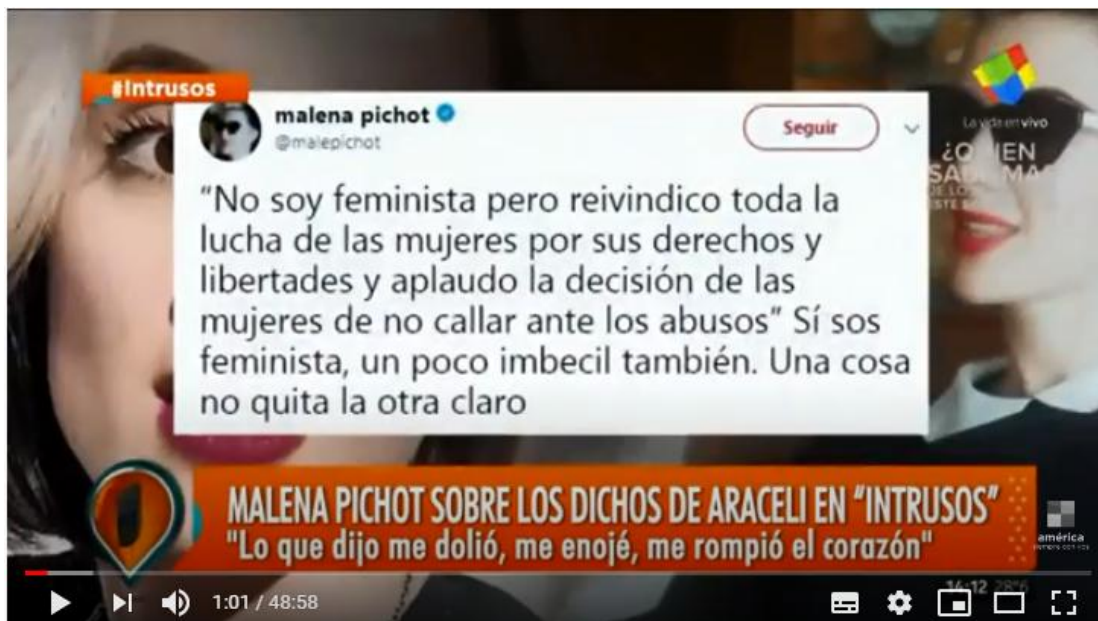 #Intrusos
malena pichot
@malepichot
Seguir
La vida en vivo
"No soy feminista pero reivindico toda la
lucha de las mujeres por sus derechos y
libertades y aplaudo la decisión de las
mujeres de no callar ante los abusos" Sí sos
feminista, un poco imbecil también. Una cosa
no quita la otra claro
MALENA PICHOT SOBRE LOS DICHOS DE ARACELI EN "INTRUSOS"
"Lo que dijo me dolió, me enojé, me rompió el corazón"
américa
14:12 28°
1:01 / 48:58